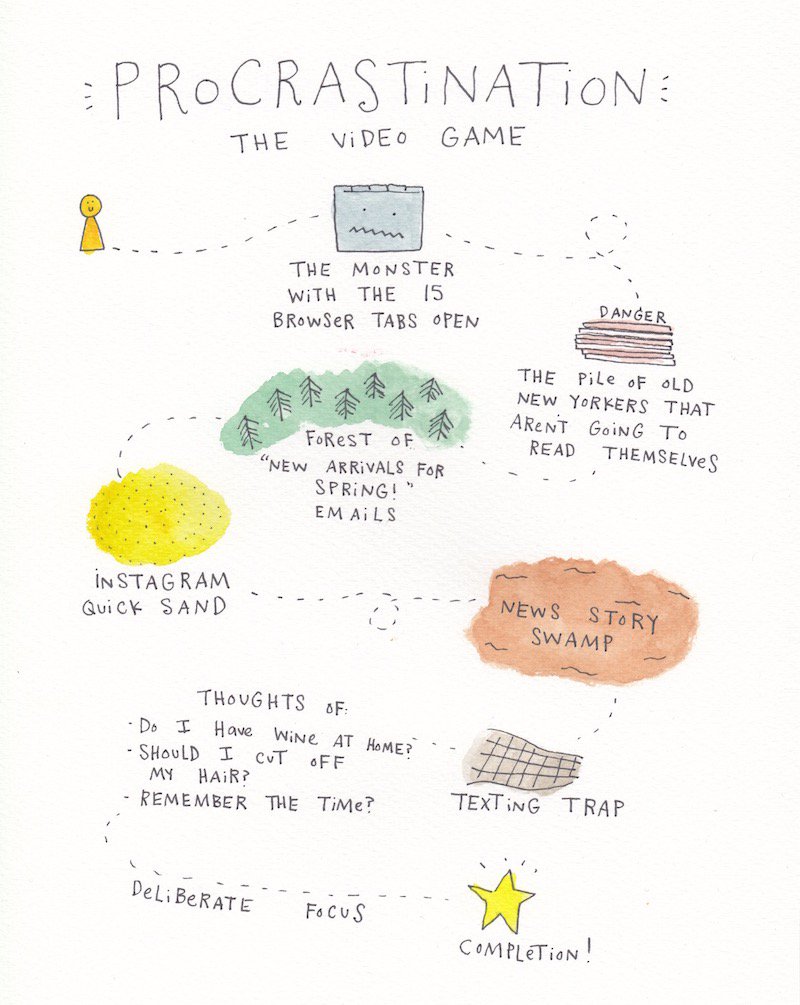 PROCRASTINATION
THE VIDEO GAME
THE MONSTER
WITH THE 15
BROWSER TABS OPEN
DANGER
THE PILE OF OLD
NEW YORKERS THAT
AREN'T GOING TO
READ THEMSELVES
FOREST OF
"NEW ARRIVALS FOR
SPRING!"
EMAILS
INSTAGRAM
QUICK SAND
NEWS STORY
SWAMP
THOUGHTS OF:
- DO I HAVE WINE AT HOME?
- SHOULD I CUT OFF
MY HAIR?
- REMEMBER THE TIME?
TEXTING TRAP
DELIBERATE FOCUS
COMPLETION!